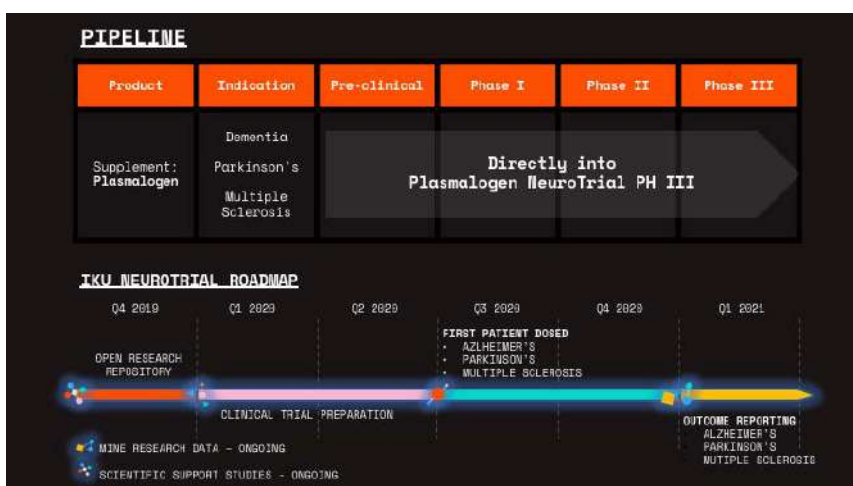 PIPELINE
Product Indication Pre-clinical Phase I Phase II Phase III
Supplement:
Plasmalogen
Dementia
Parkinson's
Multiple
Sclerosis
Directly into
Plasmalogen NeuroTrial PH III
IKU NEUROTRIAL ROADMAP
Q4 2019 Q1 2020 Q2 2020 Q3 2020 Q4 2020 Q1 2021
OPEN RESEARCH
REPOSITORY
FIRST PATIENT DOSED
• AZLHEIMER'S
• PARKINSON'S
• MULTIPLE SCLEROSIS
CLINICAL TRIAL PREPARATION
OUTCOME REPORTING
ALZHEIMER'S
PARKINSON'S
MUTIPLE SCLEROSIS
MINE RESEARCH DATA - ONGOING
SCIENTIFIC SUPPORT STUDIES - ONGOING